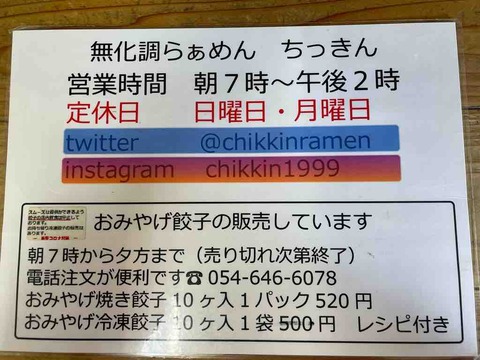 無化調らぁめん　ちっきん
営業時間　朝７時～午後２時
定休日　日曜日・月曜日
twitter　@chikkinramen
instagram　chikkin1999
おみやげ餃子の販売しています
朝７時から夕方まで（売り切れ次第終了）
電話注文が便利です☎054-646-6078
おみやげ焼き餃子１０ヶ入１パック520円
おみやげ冷凍餃子１０ヶ入１袋500円　レシピ付き